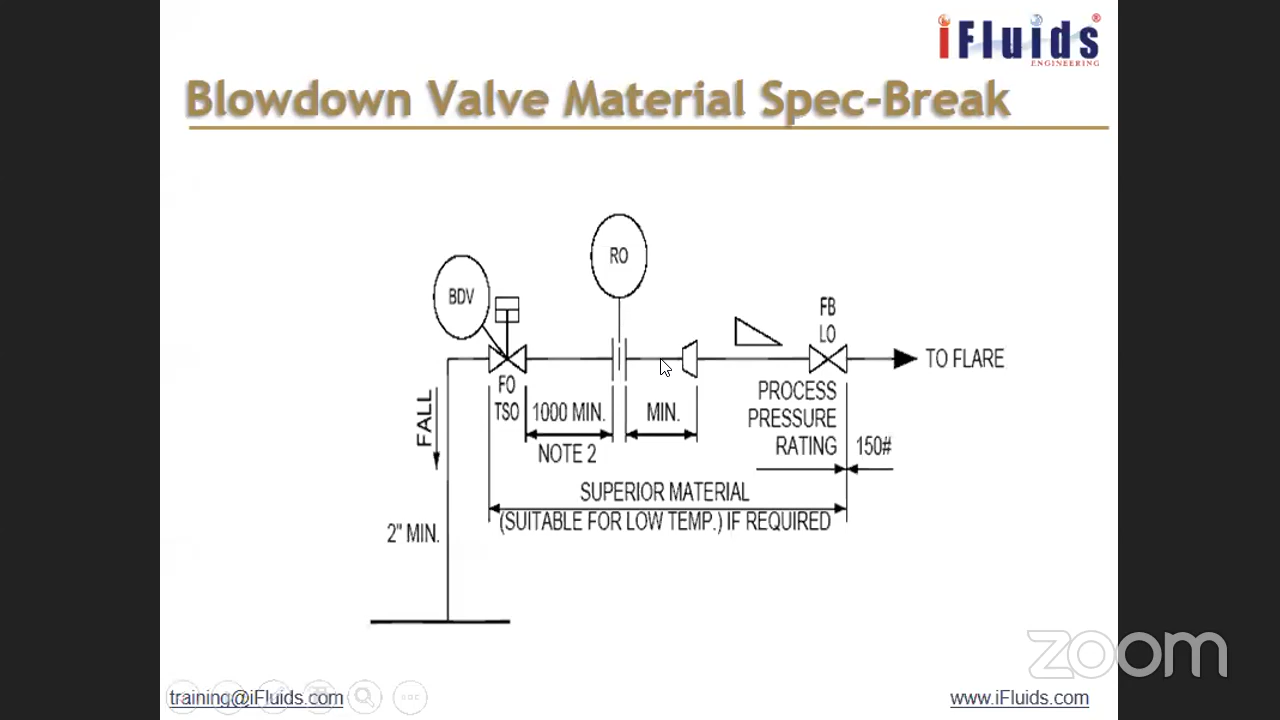 iFluids
ENGINEERING
Blowdown Valve Material Spec-Break
RO
BDV
FB
LO
TO FLARE
FO
TSO
FALL
1000 MIN.
MIN.
NOTE 2
PROCESS
PRESSURE
RATING
150#
SUPERIOR MATERIAL
(SUITABLE FOR LOW TEMP.) IF REQUIRED
2" MIN.
zoom
training@iFluids.com
www.iFluids.com